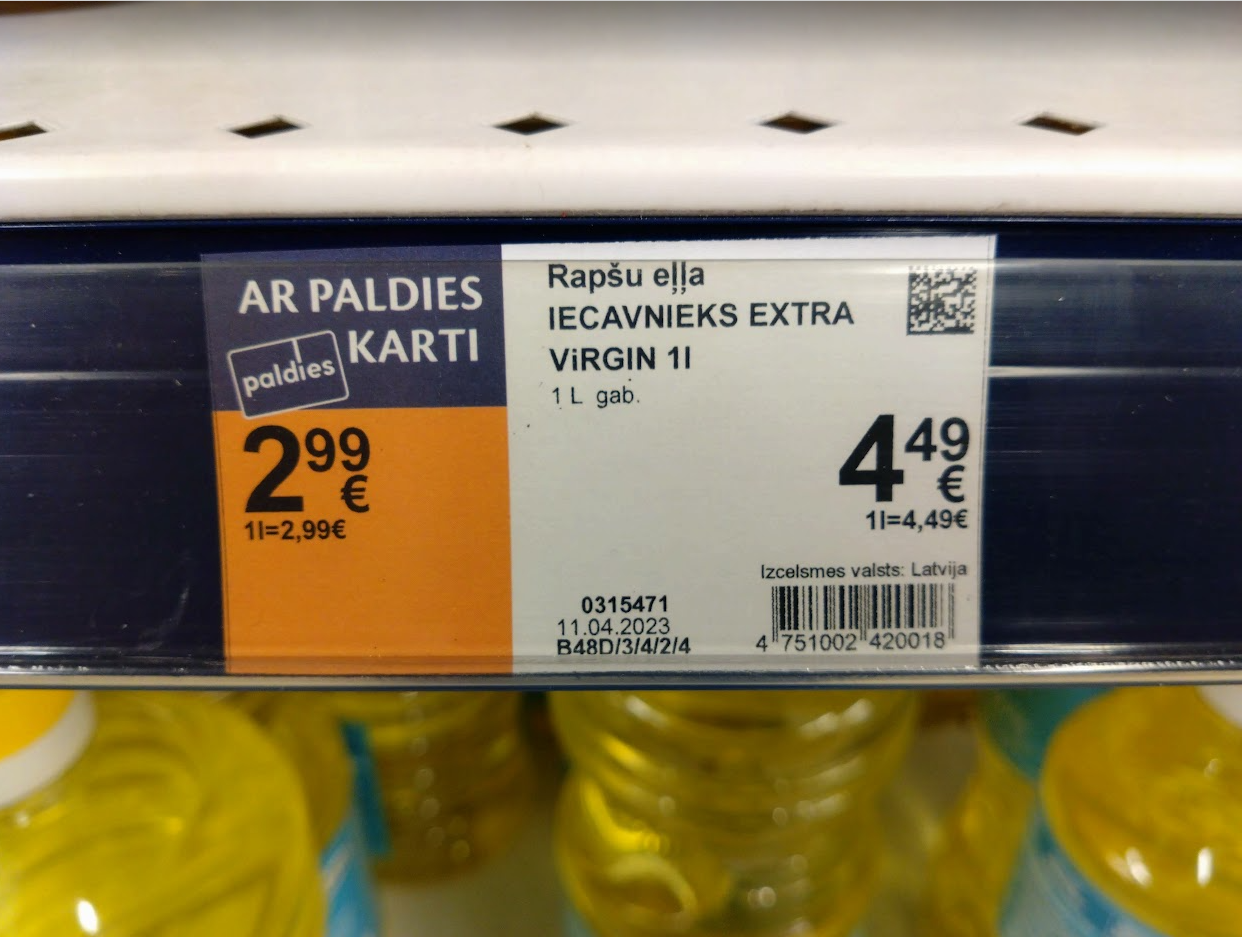 AR PALDIES
KARTI
paldies
2 99
€
1l=2,99€
Rapšu eļļa
IECAVNIEKS EXTRA
ViRGIN 1l
1 L gab.
4 49
€
1l=4,49€
Izcelsmes valsts: Latvija
0315471
11.04.2023
B48D/3/4/2/4
4 751002 420018